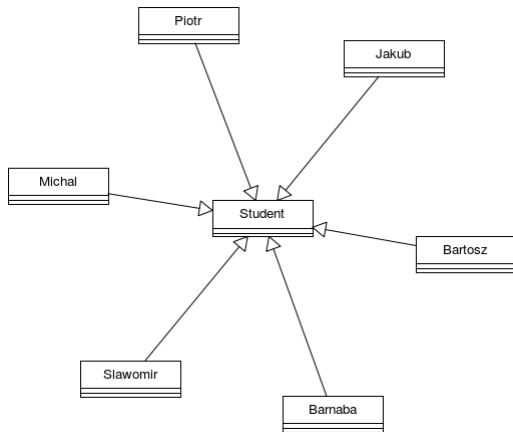 Piotr
Jakub
Michal
Student
Bartosz
Slawomir
Barnaba